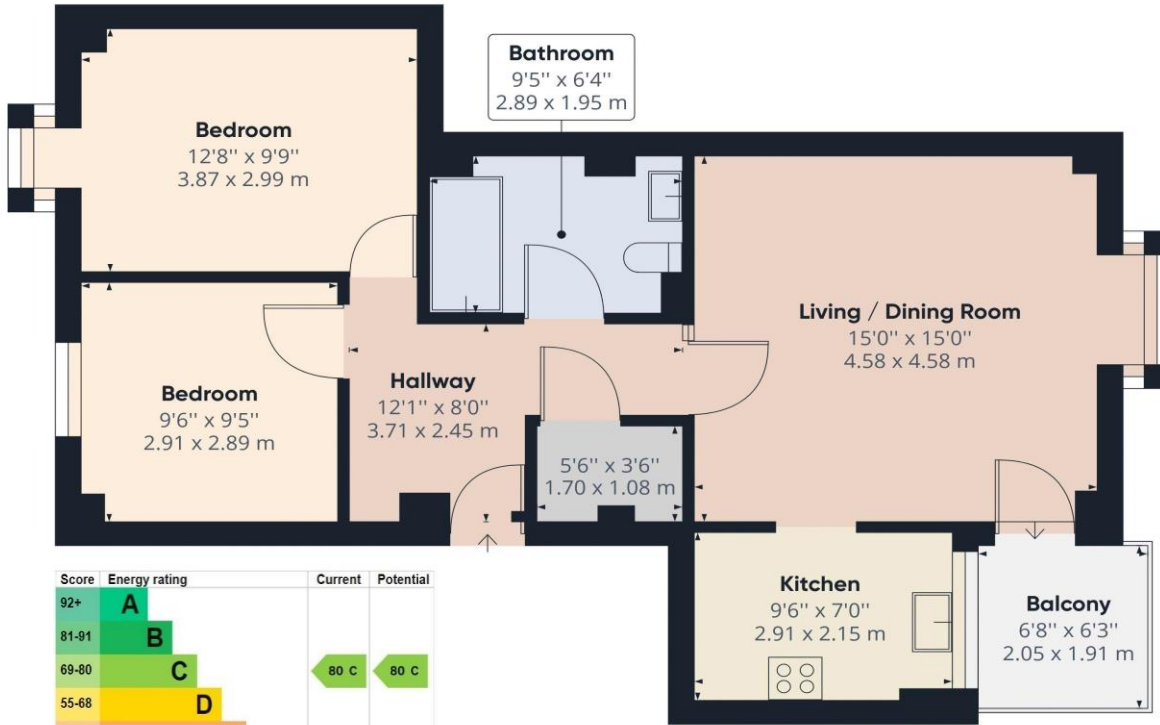 Bathroom
9'5'' x 6'4''
2.89 x 1.95 m
Bedroom
12'8'' x 9'9''
3.87 x 2.99 m
Living / Dining Room
15'0'' x 15'0''
4.58 x 4.58 m
Hallway
12'1'' x 8'0''
3.71 x 2.45 m
Bedroom
9'6'' x 9'5''
2.91 x 2.89 m
5'6'' x 3'6''
1.70 x 1.08 m
Kitchen
9'6'' x 7'0''
2.91 x 2.15 m
Balcony
6'8'' x 6'3''
2.05 x 1.91 m
Score Energy rating Current Potential
92+ A
81-91 B
69-80 C 80 C 80 C
55-68 D